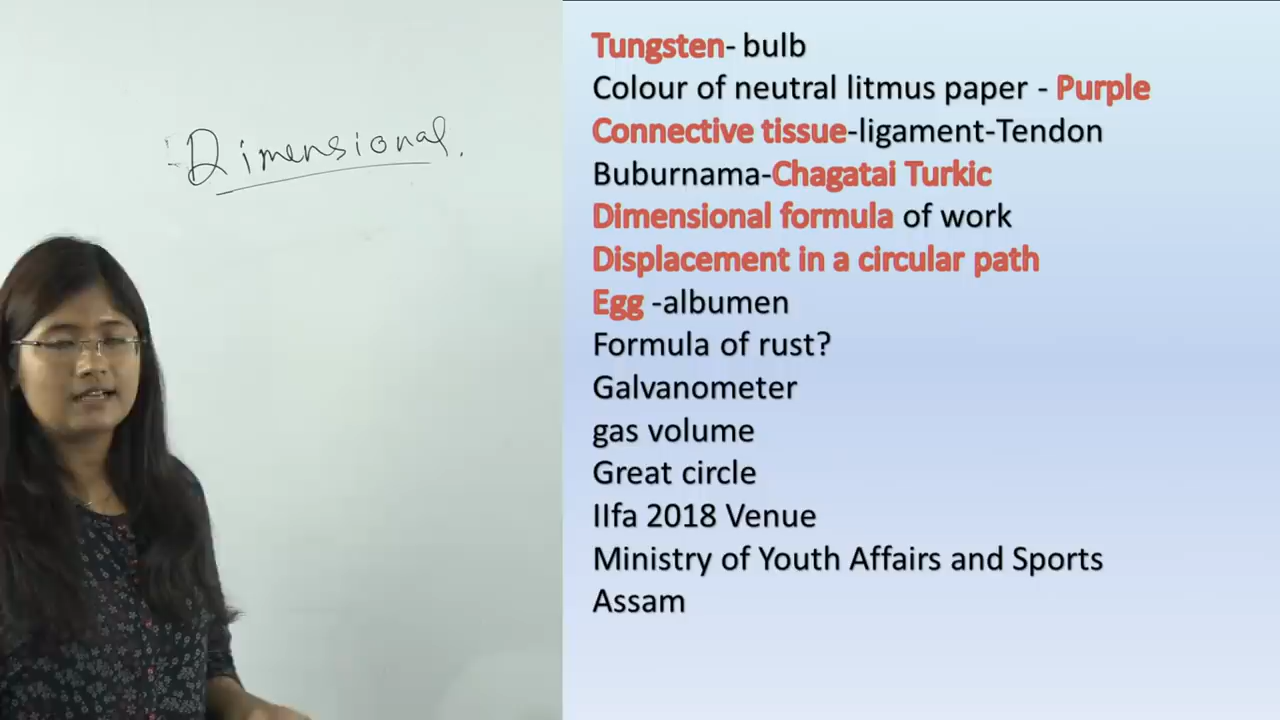 Dimensional.
Tungsten- bulb
Colour of neutral litmus paper - Purple
Connective tissue-ligament-Tendon
Buburnama-Chagatai Turkic
Dimensional formula of work
Displacement in a circular path
Egg -albumen
Formula of rust?
Galvanometer
gas volume
Great circle
IIfa 2018 Venue
Ministry of Youth Affairs and Sports
Assam